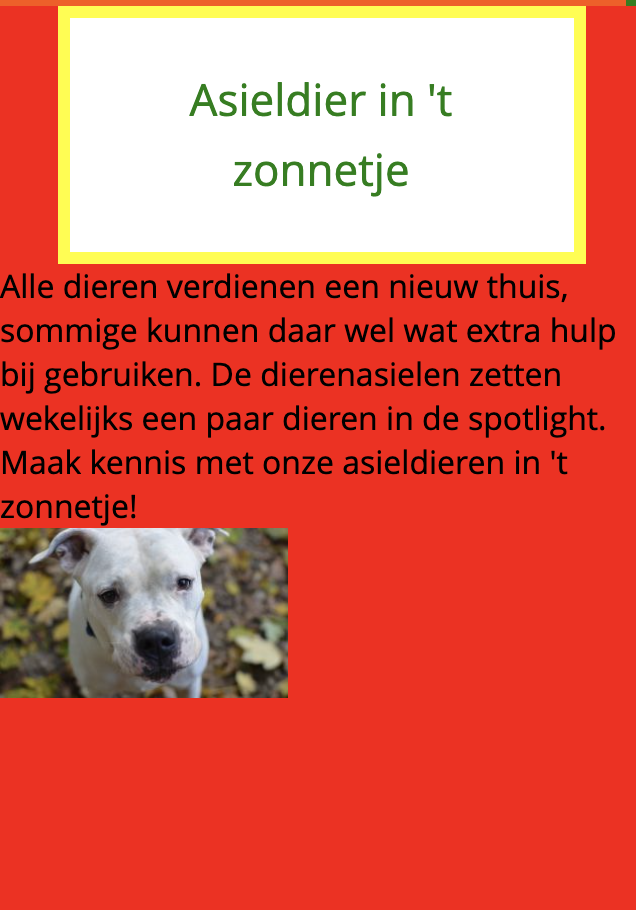 Asieldier in 't
zonnetje
Alle dieren verdienen een nieuw thuis,
sommige kunnen daar wel wat extra hulp
bij gebruiken. De dierenasielen zetten
wekelijks een paar dieren in de spotlight.
Maak kennis met onze asieldieren in 't
zonnetje!